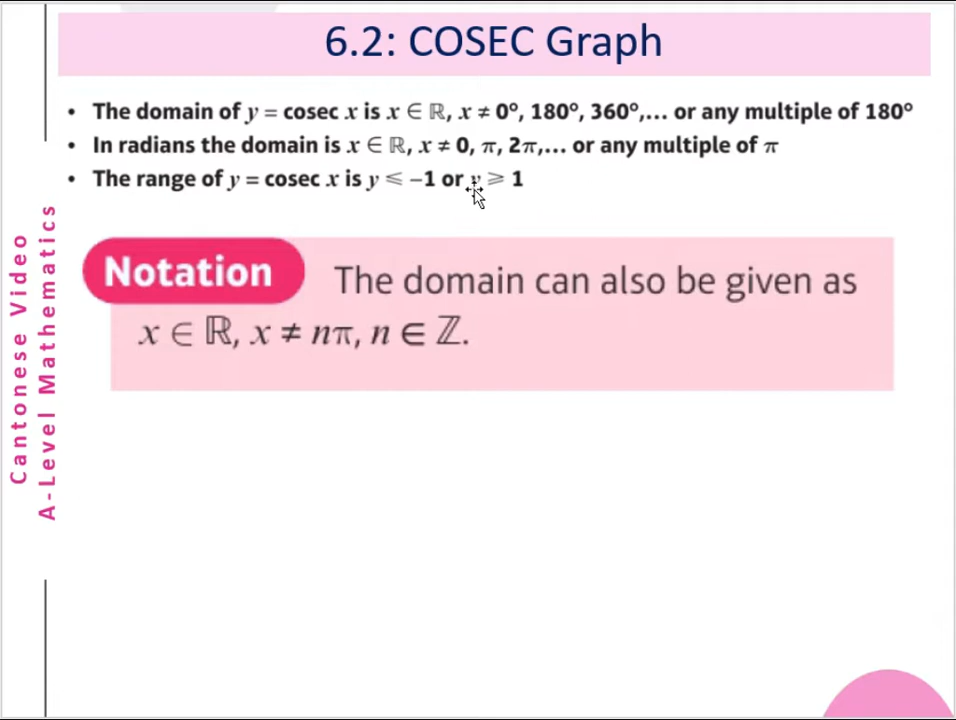 6.2: COSEC Graph
• The domain of y = cosec x is x ∈ ℝ, x ≠ 0°, 180°, 360°,... or any multiple of 180°
• In radians the domain is x ∈ ℝ, x ≠ 0, π, 2π,... or any multiple of π
• The range of y = cosec x is y ⩽ −1 or y ⩾ 1
Notation The domain can also be given as
x ∈ ℝ, x ≠ nπ, n ∈ ℤ.
Cantonese Video
A-Level Mathematics